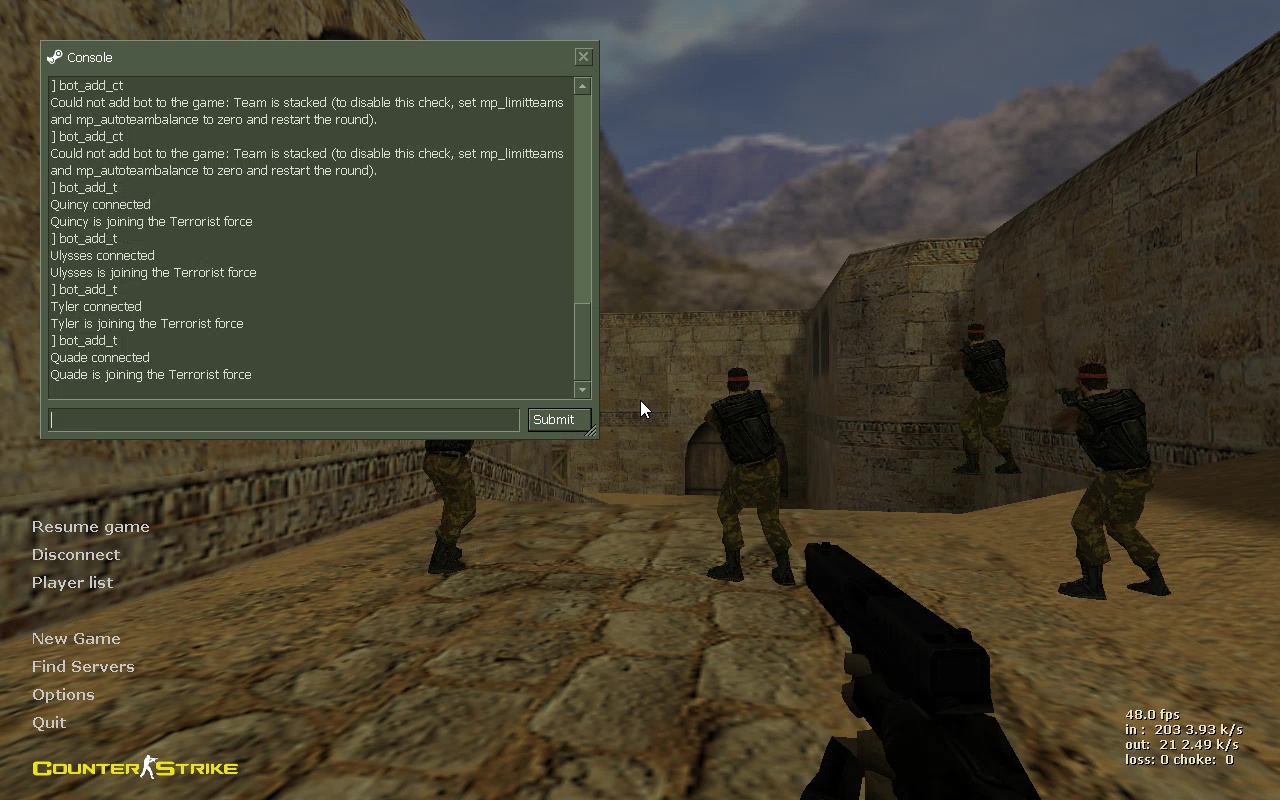 Console
] bot_add_ct
Could not add bot to the game: Team is stacked (to disable this check, set mp_limitteams
and mp_autoteambalance to zero and restart the round).
] bot_add_ct
Could not add bot to the game: Team is stacked (to disable this check, set mp_limitteams
and mp_autoteambalance to zero and restart the round).
] bot_add_t
Quincy connected
Quincy is joining the Terrorist force
] bot_add_t
Ulysses connected
Ulysses is joining the Terrorist force
] bot_add_t
Tyler connected
Tyler is joining the Terrorist force
] bot_add_t
Quade connected
Quade is joining the Terrorist force
Submit
Resume game
Disconnect
Player list
New Game
Find Servers
Options
Quit
COUNTER STRIKE
48.0 fps
in : 203 3.93 k/s
out: 21 2.49 k/s
loss: 0 choke: 0